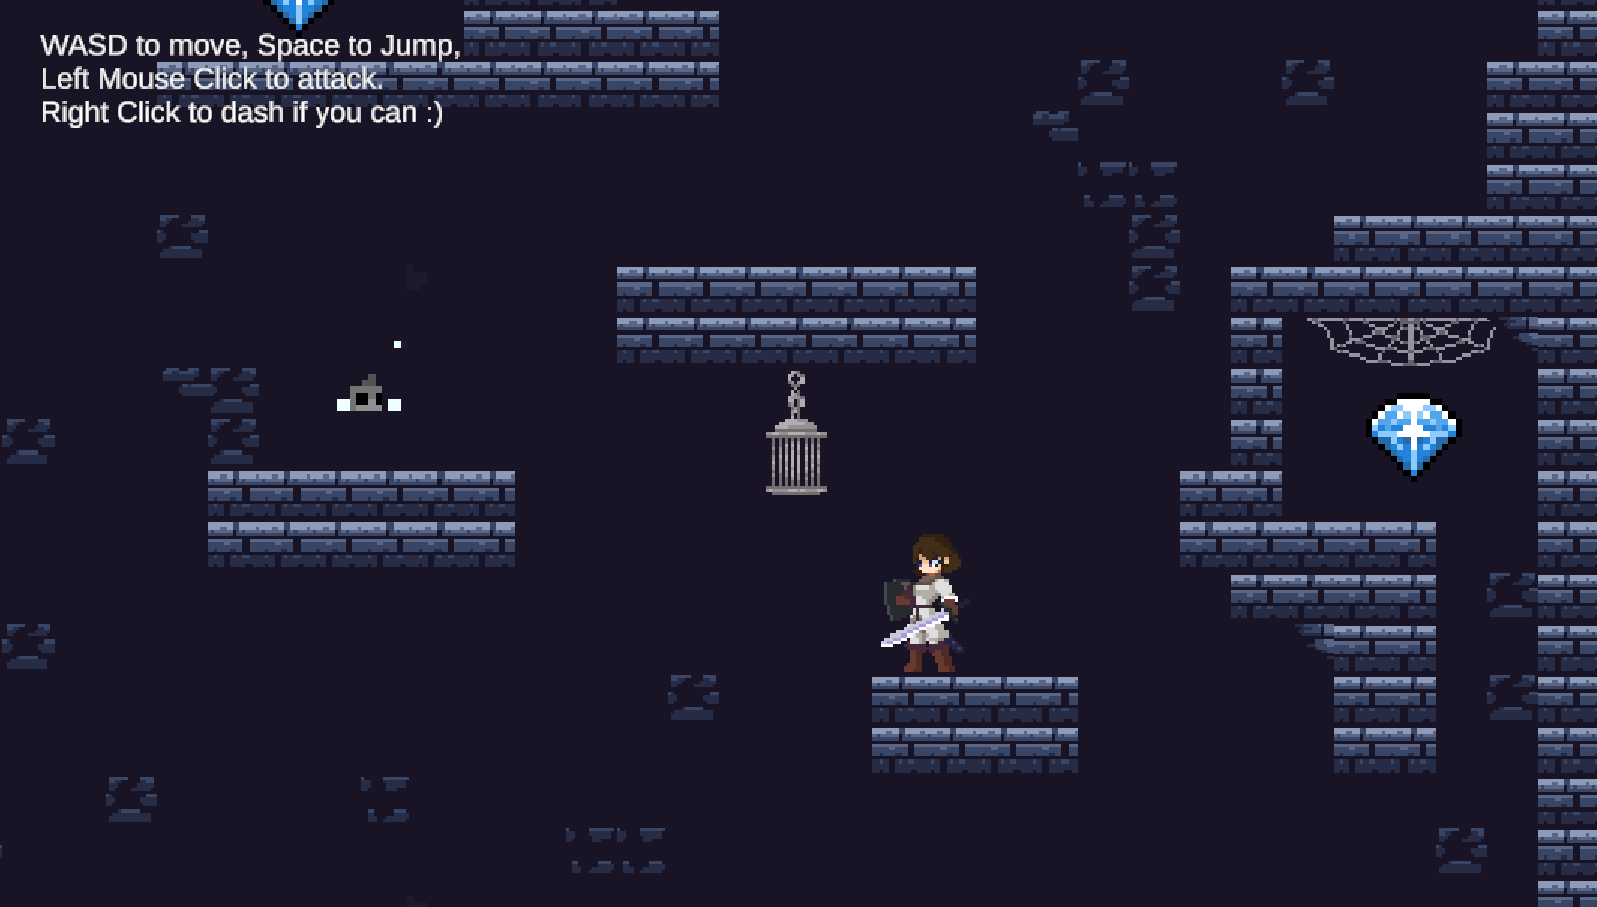 WASD to move, Space to Jump,
Left Mouse Click to attack.
Right Click to dash if you can :)